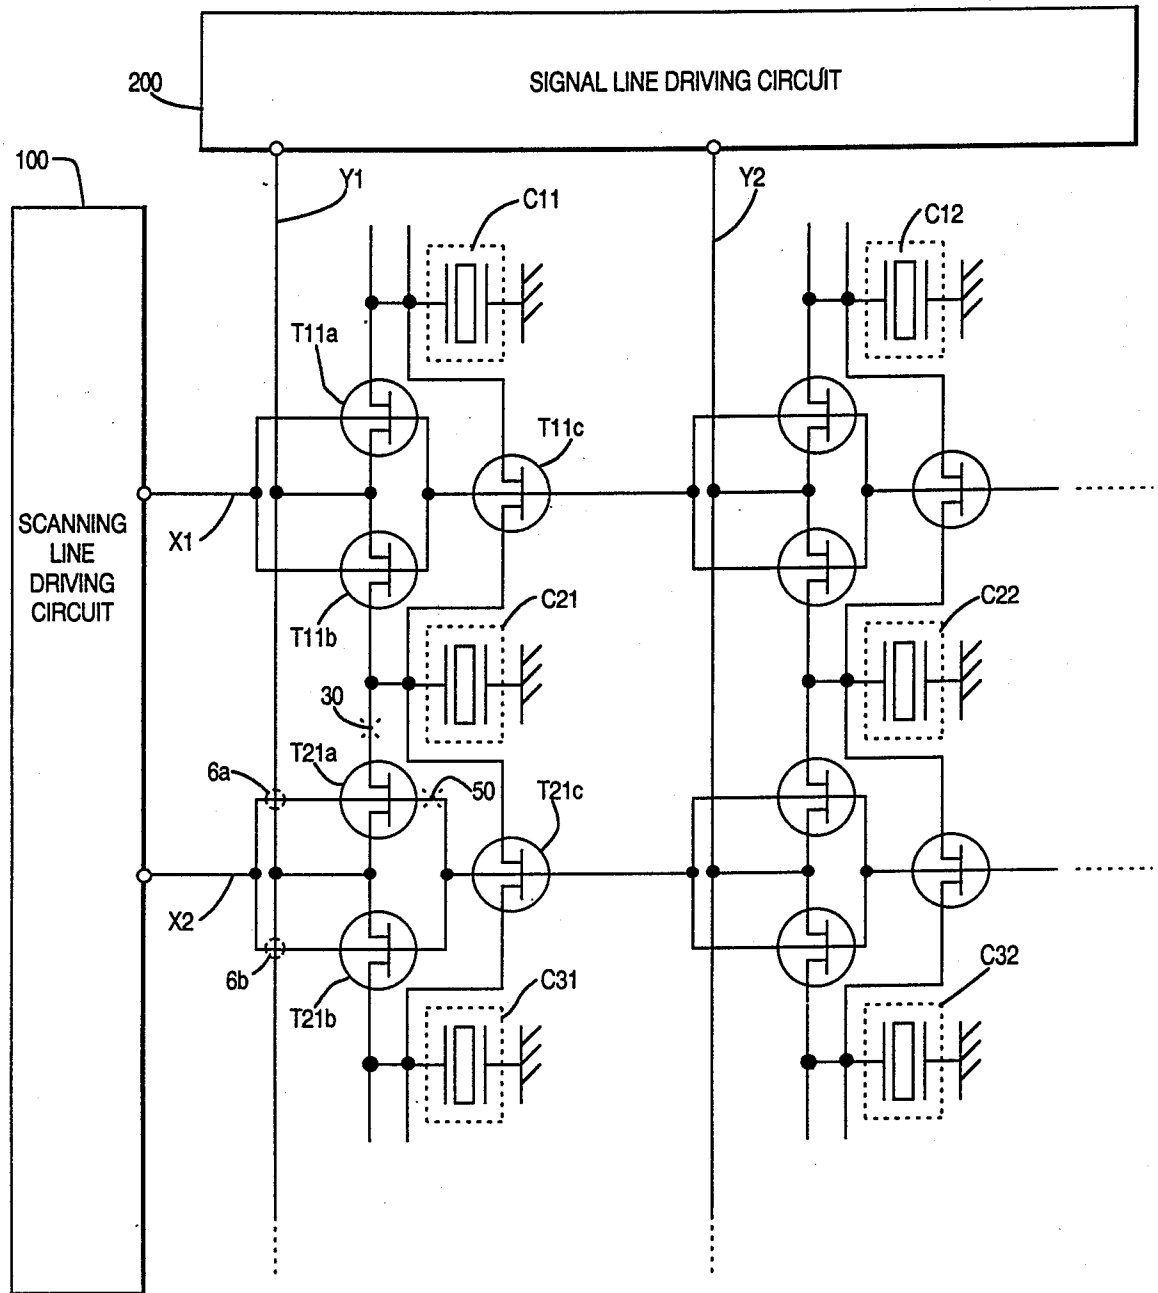 200
SIGNAL LINE DRIVING CIRCUIT
100
Y1
Y2
C11
C12
T11a
T11c
SCANNING
LINE
DRIVING
CIRCUIT
X1
T11b
C21
C22
30
T21a
6a
50
T21c
X2
6b
T21b
C31
C32